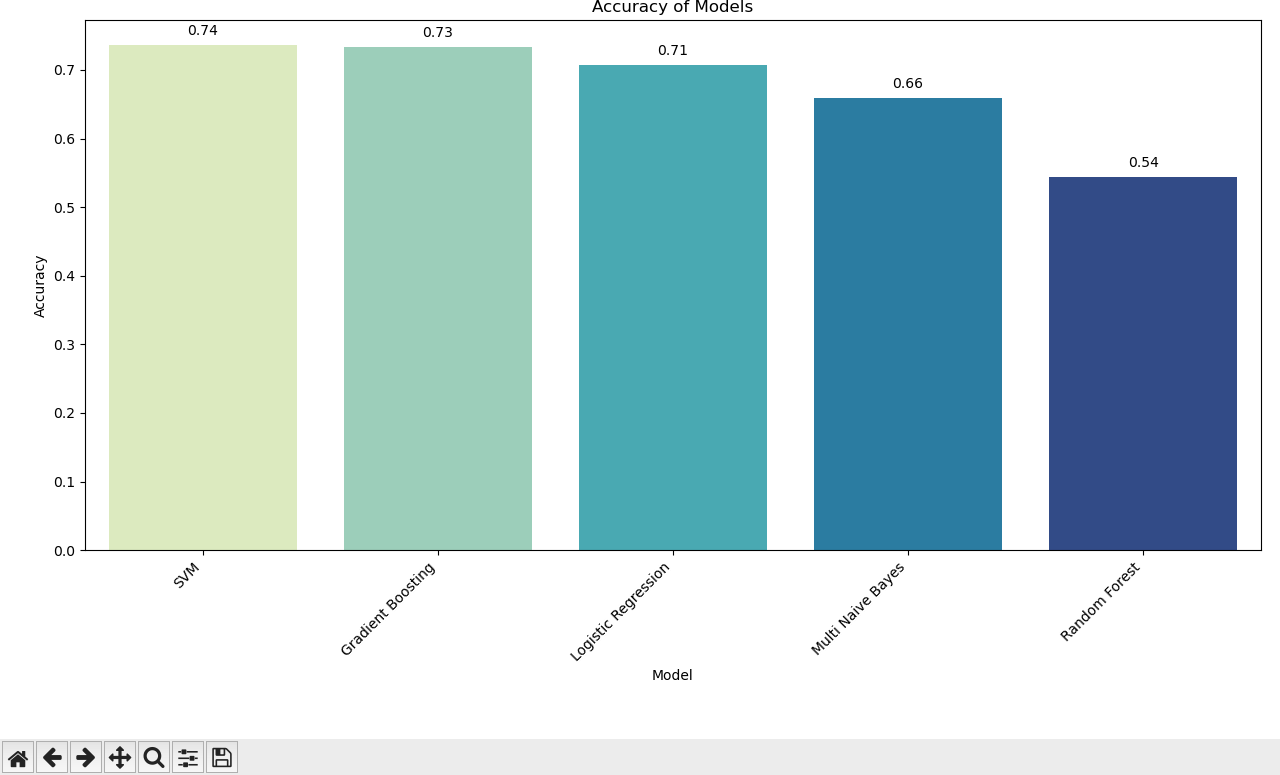 Accuracy of Models
0.74
0.73
0.71
0.66
0.54
Accuracy
0.7
0.6
0.5
0.4
0.3
0.2
0.1
0.0
SVM
Gradient Boosting
Logistic Regression
Multi Naive Bayes
Random Forest
Model